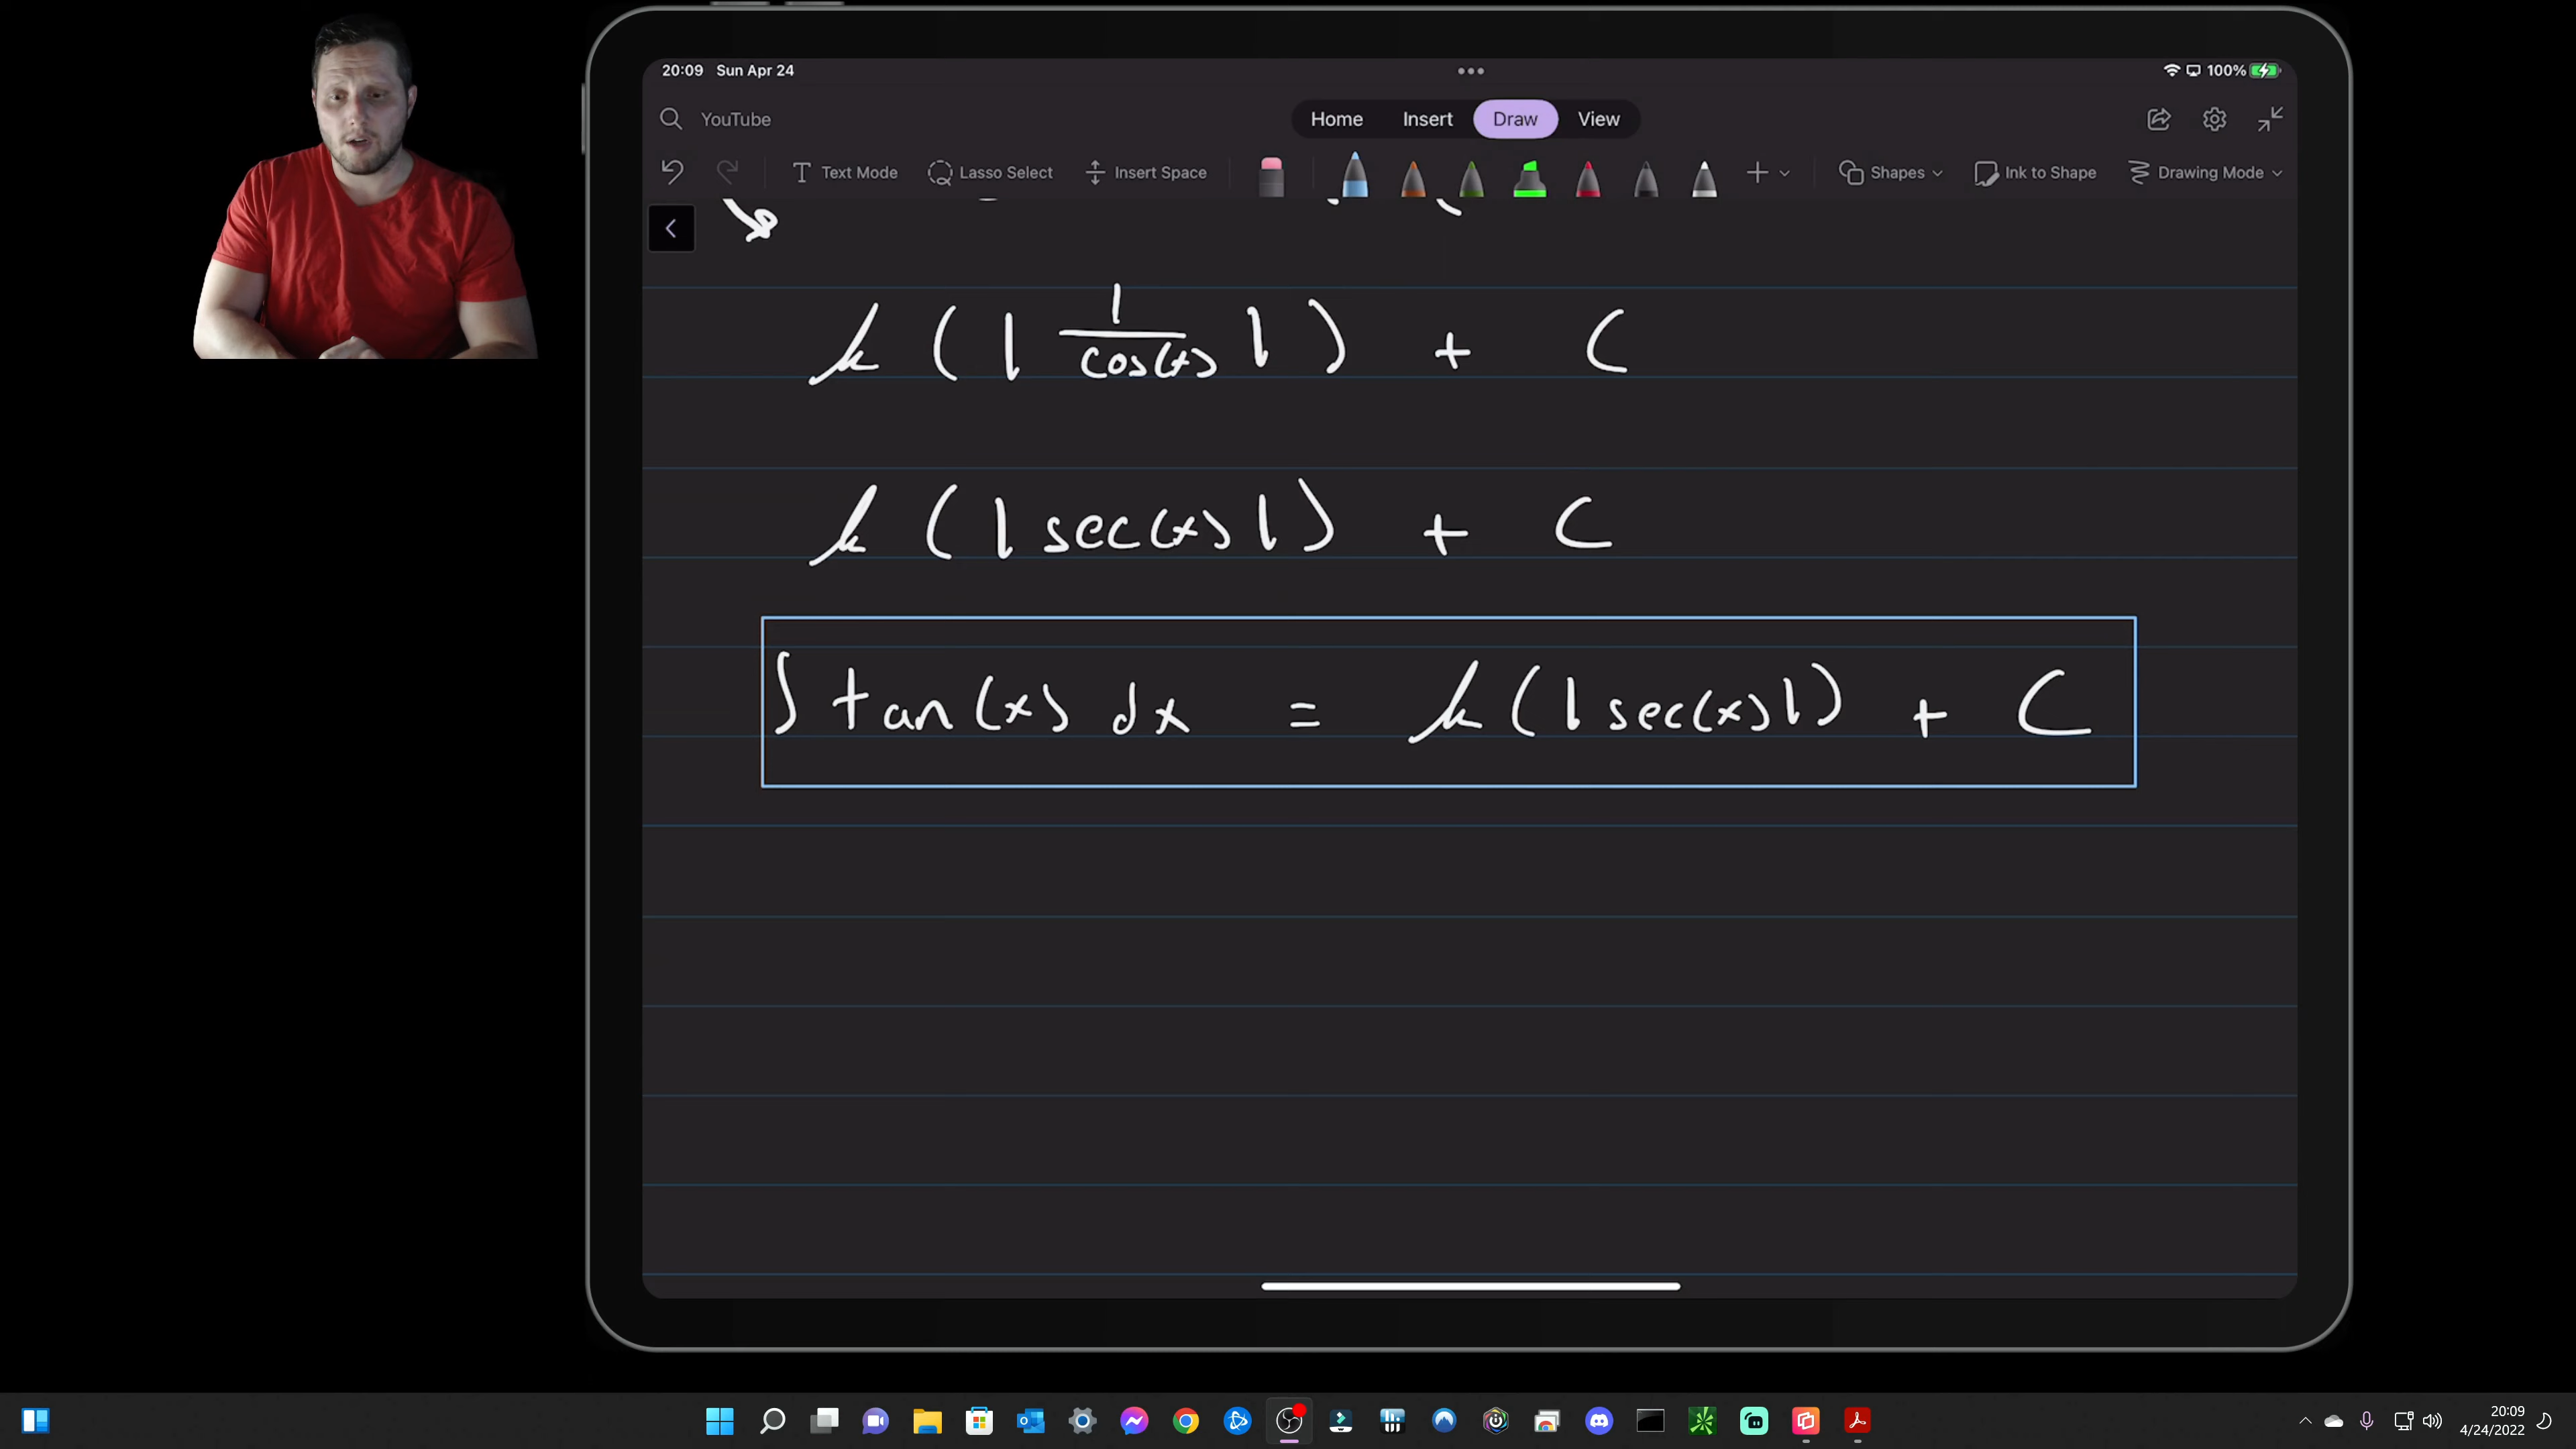 20:09 Sun Apr 24
100%
YouTube
Home Insert Draw View
Text Mode Lasso Select Insert Space Shapes Ink to Shape Drawing Mode
ln (| 1/cos(x) |) + C
ln (| sec(x) |) + C
∫ tan(x) dx = ln (| sec(x) |) + C
20:09
4/24/2022